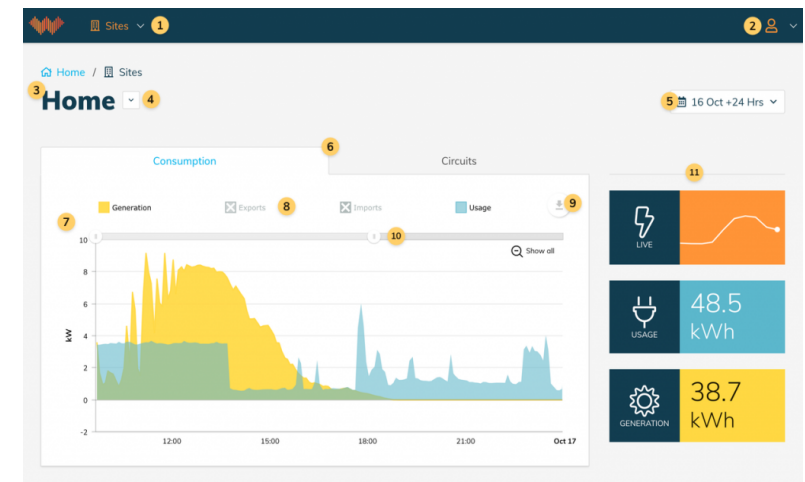 Sites 1
2
Home / Sites
3 Home 4
5 16 Oct +24 Hrs
6
Consumption
Circuits
11
7
Generation
Exports 8
Imports
Usage
9
10
10
Show all
LIVE
8
6
4
2
0
-2
kW
12:00
15:00
18:00
21:00
Oct 17
USAGE
48.5
kWh
GENERATION
38.7
kWh